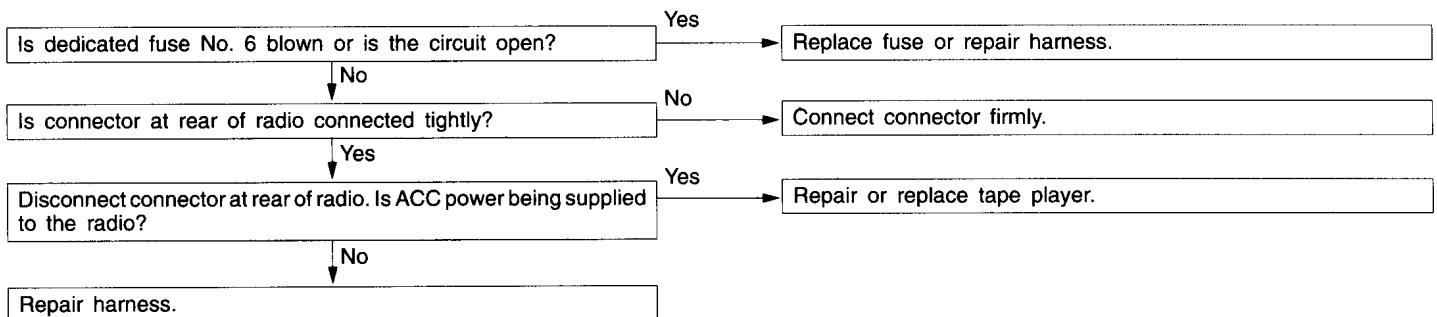 Yes
Is dedicated fuse No. 6 blown or is the circuit open?
Replace fuse or repair harness.
No
No
Is connector at rear of radio connected tightly?
Connect connector firmly.
Yes
Yes
Disconnect connector at rear of radio. Is ACC power being supplied
to the radio?
Repair or replace tape player.
No
Repair harness.